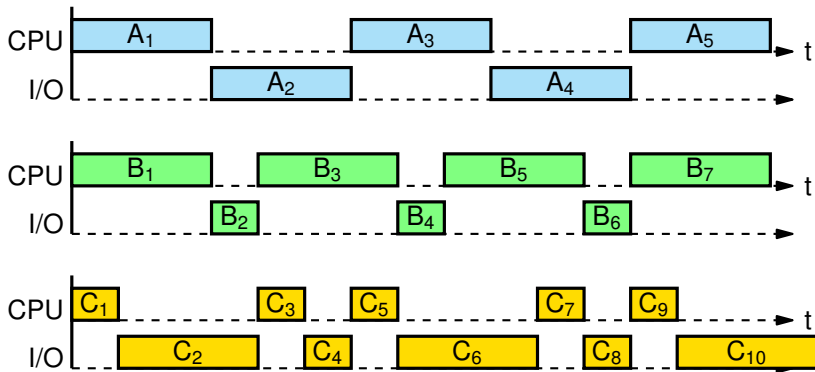 CPU A₁ A₃ A₅ t
I/O A₂ A₄
CPU B₁ B₃ B₅ B₇ t
I/O B₂ B₄ B₆
CPU C₁ C₃ C₅ C₇ C₉ t
I/O C₂ C₄ C₆ C₈ C₁₀